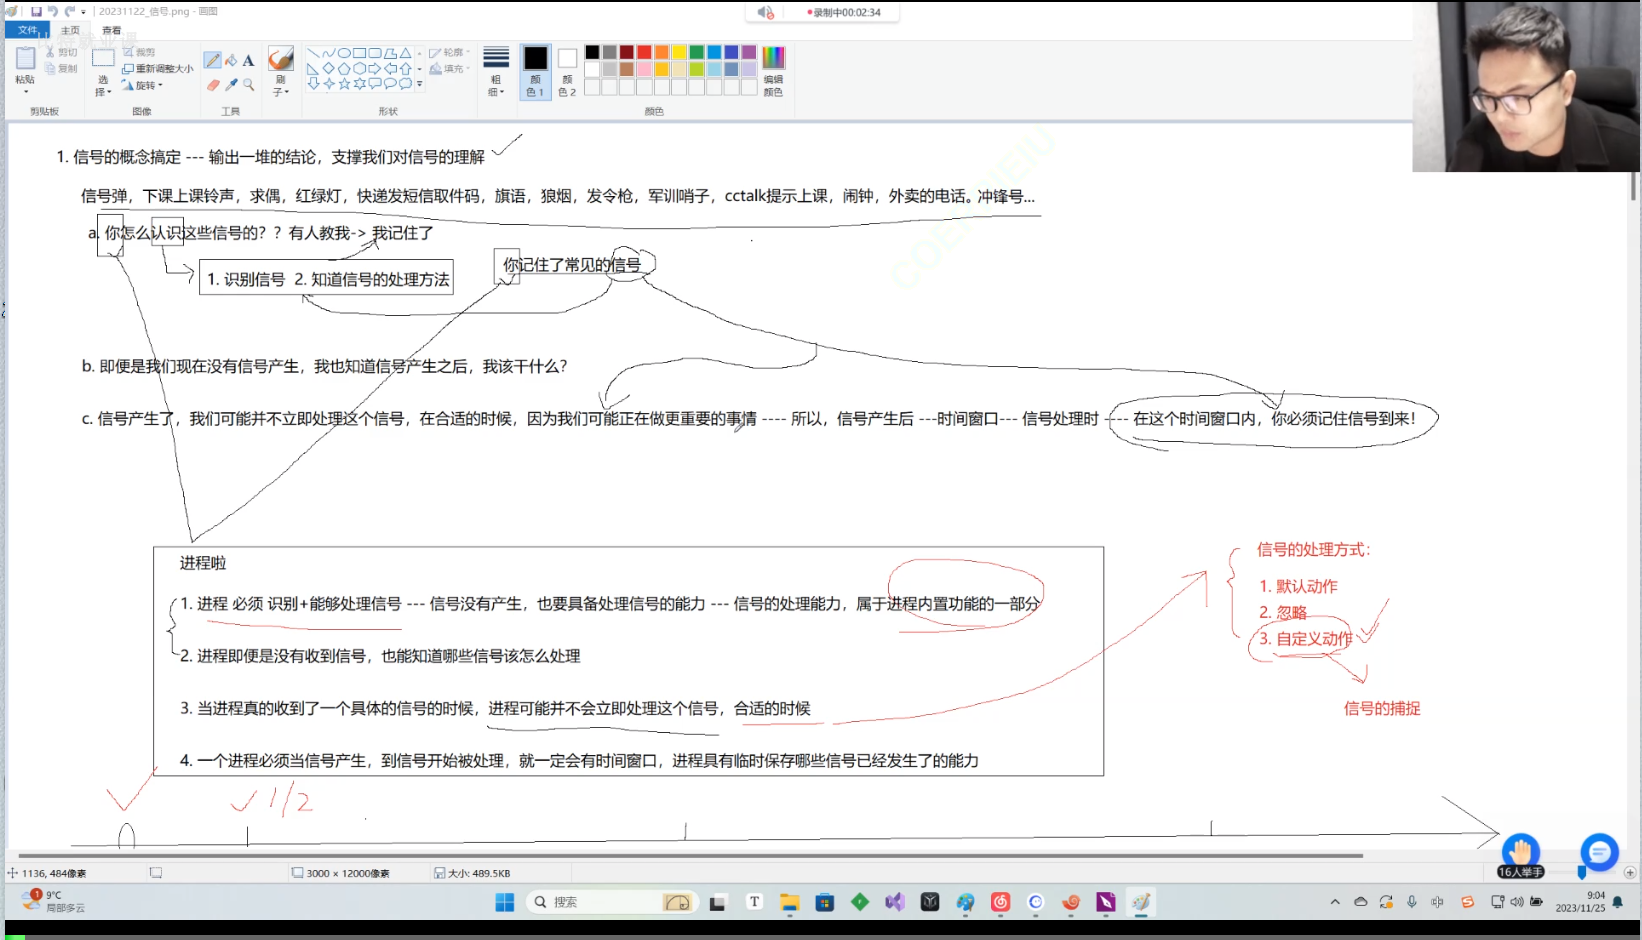 20231122_信号.png - 画图
录制中00:02:34
文件 主页 查看
粘贴
剪切
复制
剪贴板
选择
裁剪
重新调整大小
旋转
图像
工具
刷子
轮廓
填充
形状
粗细
颜色 1
颜色 2
编辑颜色
颜色
1. 信号的概念搞定 --- 输出一堆的结论，支撑我们对信号的理解
信号弹，下课上课铃声，求偶，红绿灯，快递发短信取件码，旗语，狼烟，发令枪，军训哨子，cctalk提示上课，闹钟，外卖的电话。冲锋号...
a. 你怎么认识这些信号的？？有人教我-> 我记住了
1. 识别信号 2. 知道信号的处理方法
你记住了常见的信号
b. 即便是我们现在没有信号产生，我也知道信号产生之后，我该干什么？
c. 信号产生了，我们可能并不立即处理这个信号，在合适的时候，因为我们可能正在做更重要的事情 ---- 所以，信号产生后 ---时间窗口--- 信号处理时 ---- 在这个时间窗口内，你必须记住信号到来！
进程啦
1. 进程 必须 识别+能够处理信号 --- 信号没有产生，也要具备处理信号的能力 --- 信号的处理能力，属于进程内置功能的一部分
2. 进程即便是没有收到信号，也能知道哪些信号该怎么处理
3. 当进程真的收到了一个具体的信号的时候，进程可能并不会立即处理这个信号，合适的时候
4. 一个进程必须当信号产生，到信号开始被处理，就一定会有时间窗口，进程具有临时保存哪些信号已经发生了的能力
信号的处理方式：
1. 默认动作
2. 忽略
3. 自定义动作
信号的捕捉
1/2
16人举手
1136, 484像素
3000 × 12000像素
大小: 489.5KB
1
9°C
局部多云
搜索
中
9:04
2023/11/25